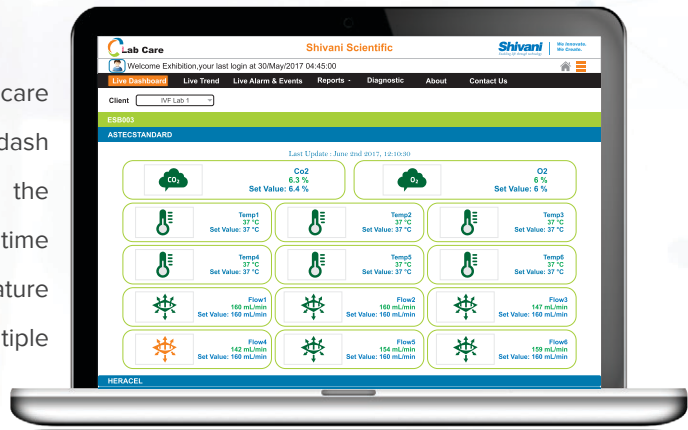 care
dash
the
time
ature
tiple
Lab Care
Shivani Scientific
Shivani
We Innovate.
We Create.
Welcome Exhibition,your last login at 30/May/2017 04:45:00
Live Dashboard Live Trend Live Alarm & Events Reports - Diagnostic About Contact Us
Client IVF Lab 1
ESB003
ASTECSTANDARD
Last Update : June 2nd 2017, 12:10:30
CO2
Co2
6.3 %
Set Value: 6.4 %
O2
O2
6 %
Set Value: 6 %
Temp1
37 °C
Set Value: 37 °C
Temp2
37 °C
Set Value: 37 °C
Temp3
37 °C
Set Value: 37 °C
Temp4
37 °C
Set Value: 37 °C
Temp5
37 °C
Set Value: 37 °C
Temp6
37 °C
Set Value: 37 °C
Flow1
160 mL/min
Set Value: 160 mL/min
Flow2
160 mL/min
Set Value: 160 mL/min
Flow3
147 mL/min
Set Value: 160 mL/min
Flow4
142 mL/min
Set Value: 160 mL/min
Flow5
154 mL/min
Set Value: 160 mL/min
Flow6
159 mL/min
Set Value: 160 mL/min
HERACEL